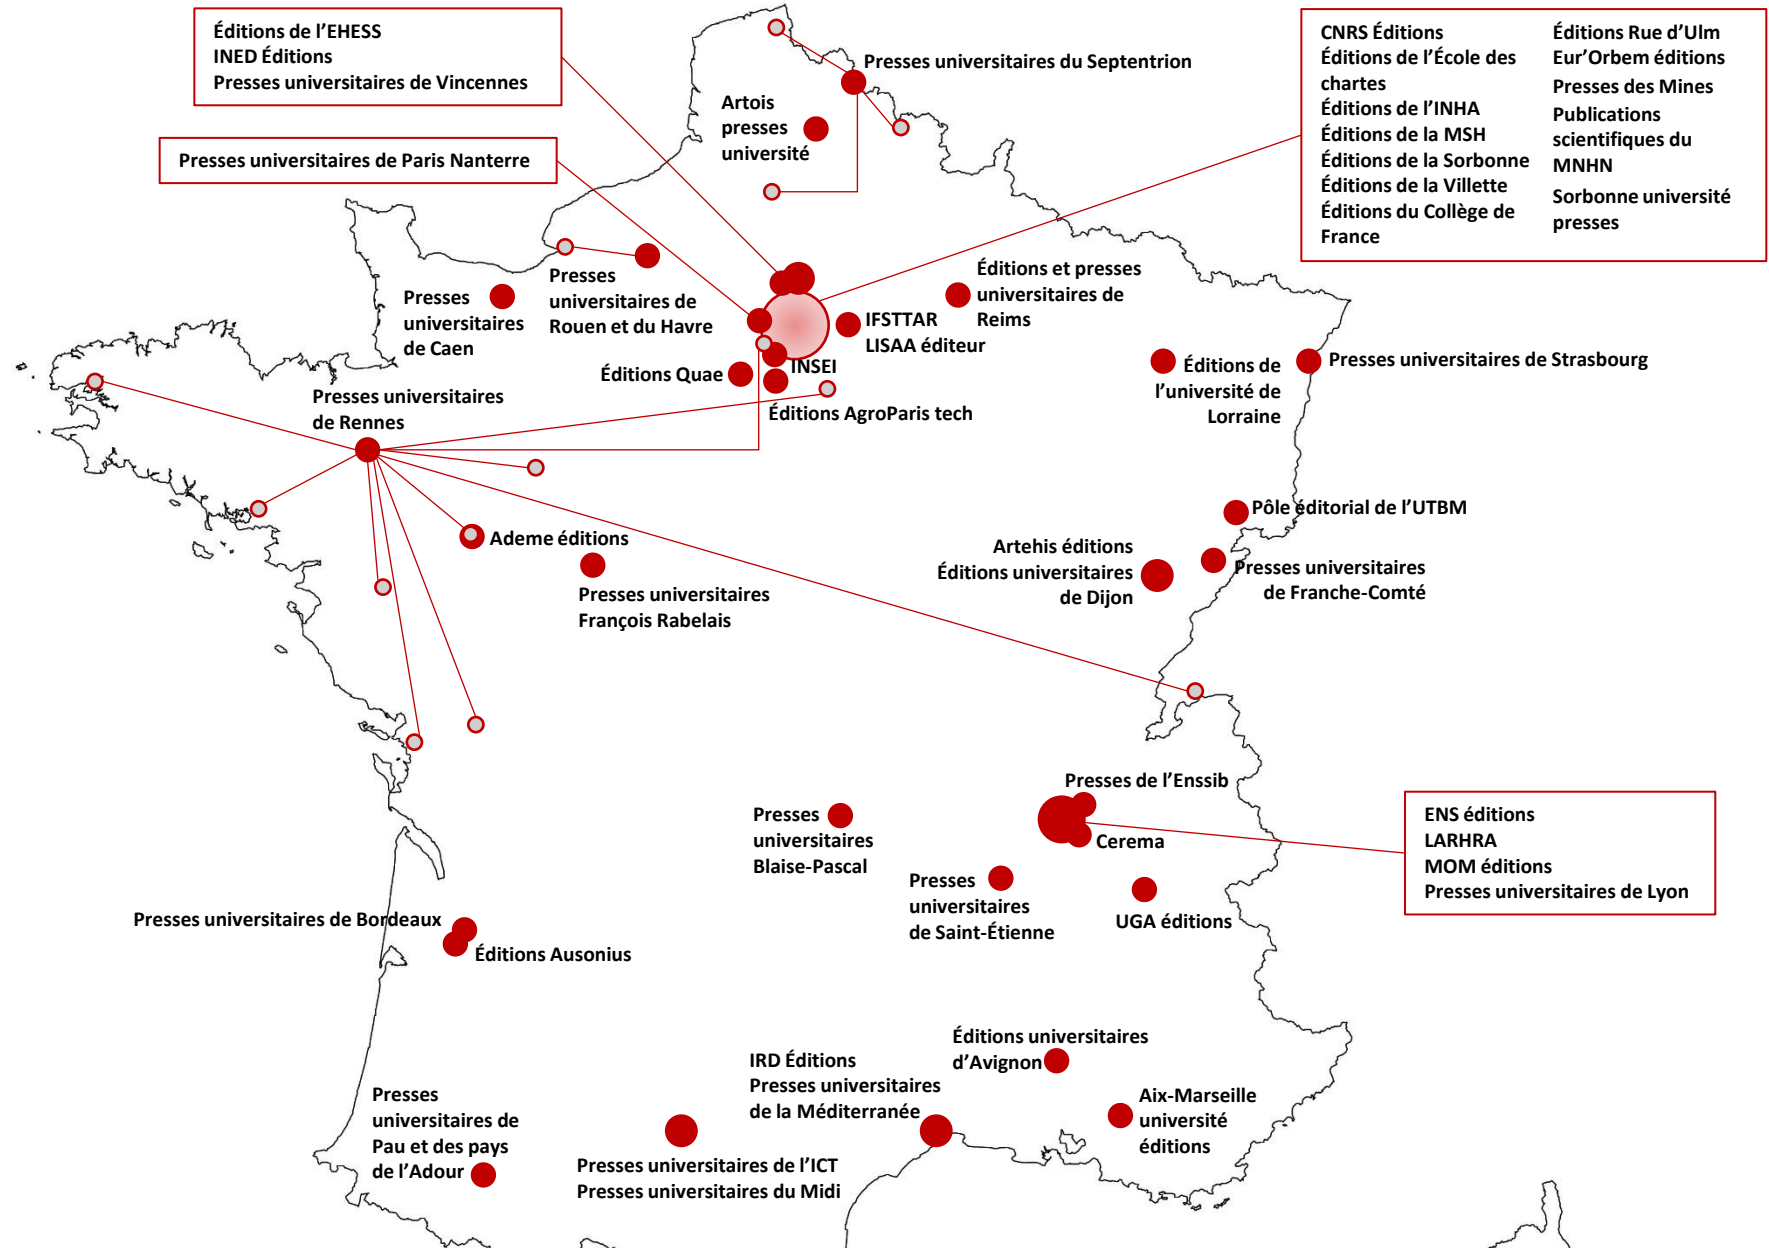 Éditions de l’EHESS
INED Éditions
Presses universitaires de Vincennes
Presses universitaires de Paris Nanterre
CNRS Éditions
Éditions de l’École des
chartes
Éditions de l’INHA
Éditions de la MSH
Éditions de la Sorbonne
Éditions de la Villette
Éditions du Collège de
France
Éditions Rue d’Ulm
Eur’Orbem éditions
Presses des Mines
Publications
scientifiques du
MNHN
Sorbonne université
presses
Presses universitaires du Septentrion
Artois
presses
université
Presses
universitaires de
Rouen et du Havre
Presses
universitaires
de Caen
Éditions et presses
universitaires de
Reims
IFSTTAR
LISAA éditeur
INSEI
Éditions Quae
Éditions AgroParis tech
Éditions de
l’université de
Lorraine
Presses universitaires de Strasbourg
Presses universitaires
de Rennes
Ademe éditions
Presses universitaires
François Rabelais
Pôle éditorial de l’UTBM
Artehis éditions
Éditions universitaires
de Dijon
Presses universitaires
de Franche-Comté
Presses de l’Enssib
Cerema
ENS éditions
LARHRA
MOM éditions
Presses universitaires de Lyon
Presses
universitaires
Blaise-Pascal
Presses
universitaires
de Saint-Étienne
UGA éditions
Presses universitaires de Bordeaux
Éditions Ausonius
Éditions universitaires
d’Avignon
IRD Éditions
Presses universitaires
de la Méditerranée
Aix-Marseille
université
éditions
Presses
universitaires de
Pau et des pays
de l’Adour
Presses universitaires de l’ICT
Presses universitaires du Midi